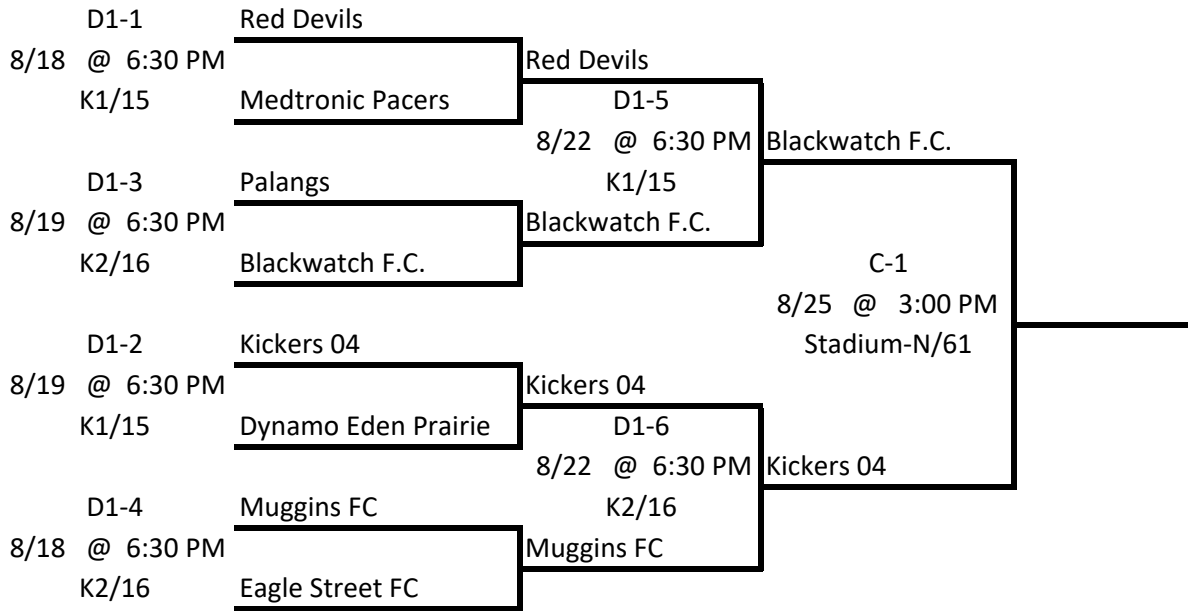 D1-1 Red Devils
8/18 @ 6:30 PM Red Devils
K1/15 Medtronic Pacers D1-5
8/22 @ 6:30 PM Blackwatch F.C.
D1-3 Palangs K1/15
8/19 @ 6:30 PM Blackwatch F.C.
K2/16 Blackwatch F.C. C-1
8/25 @ 3:00 PM
D1-2 Kickers 04 Stadium-N/61
8/19 @ 6:30 PM Kickers 04
K1/15 Dynamo Eden Prairie D1-6
8/22 @ 6:30 PM Kickers 04
D1-4 Muggins FC K2/16
8/18 @ 6:30 PM Muggins FC
K2/16 Eagle Street FC